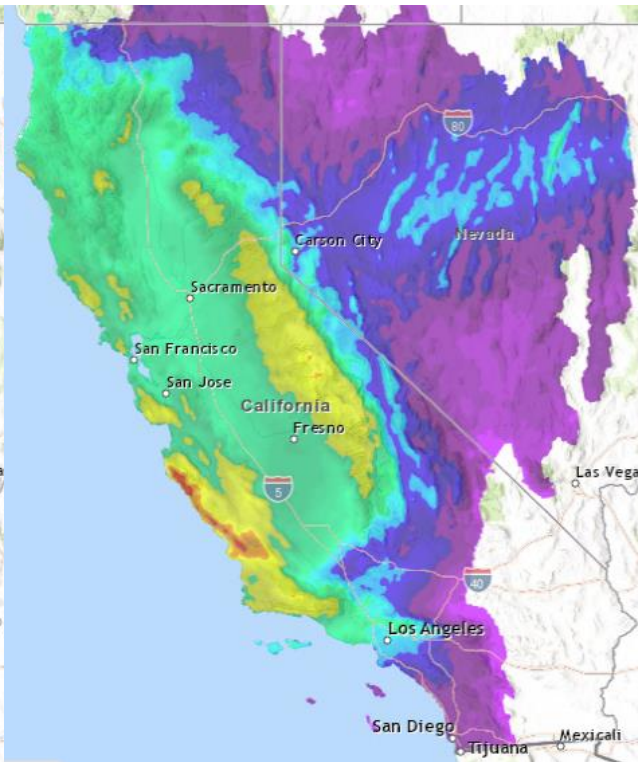 80
Carson City
Nevada
Sacramento
San Francisco
San Jose
California
Fresno
5
Las Vega
40
Los Angeles
San Diego
Tijuana
Mexicali